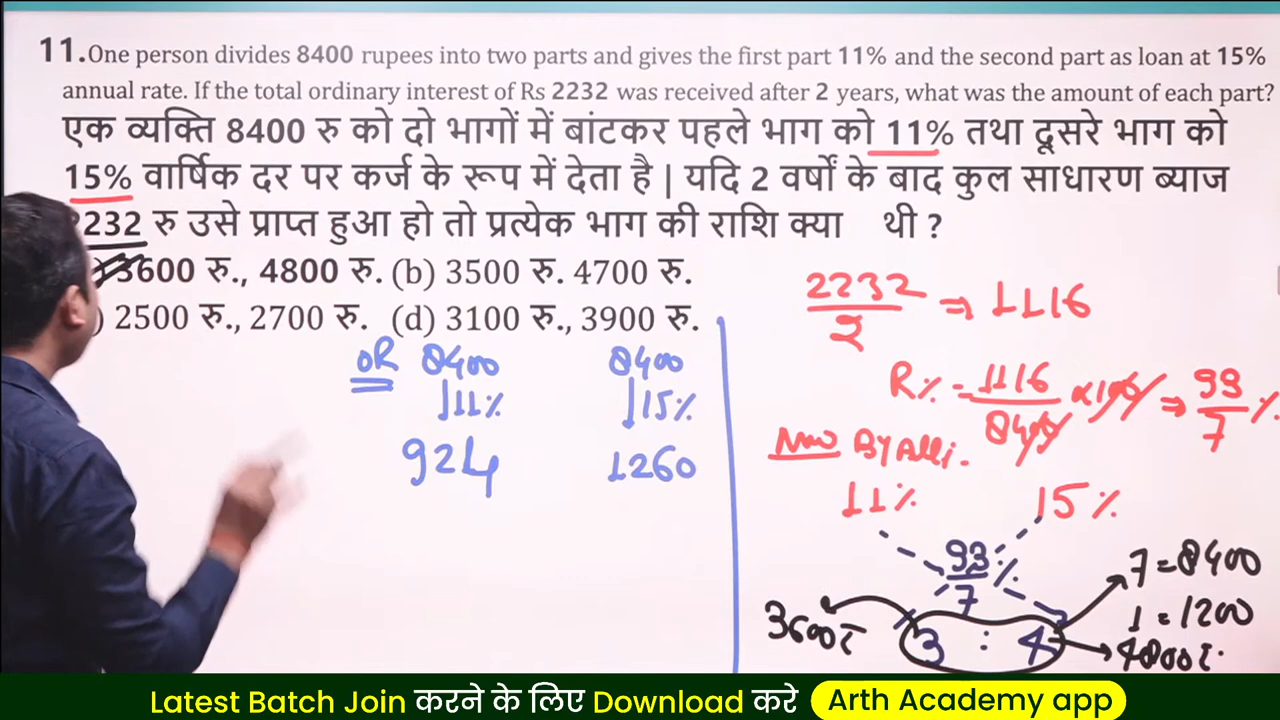 11.One person divides 8400 rupees into two parts and gives the first part 11% and the second part as loan at 15%
annual rate. If the total ordinary interest of Rs 2232 was received after 2 years, what was the amount of each part?
एक व्यक्ति 8400 रु को दो भागों में बांटकर पहले भाग को 11% तथा दूसरे भाग को
15% वार्षिक दर पर कर्ज के रूप में देता है | यदि 2 वर्षों के बाद कुल साधारण ब्याज
232 रु उसे प्राप्त हुआ हो तो प्रत्येक भाग की राशि क्या थी ?
) 3600 रु., 4800 रु. (b) 3500 रु. 4700 रु.
) 2500 रु., 2700 रु. (d) 3100 रु., 3900 रु.
OR 8400 8400
11% 15%
924 1260
2232/2 ⇒ 1116
R% = 1116/8400 ×100 ⇒ 93/7 %
Now By Alli.
11% 15%
93/7 %
3 : 4
3600₹
7 = 8400
1 = 1200
4800₹
Latest Batch Join करने के लिए Download करे Arth Academy app